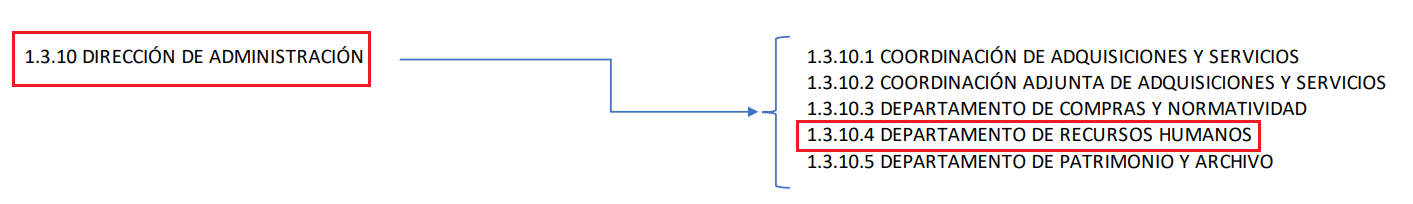 1.3.10 DIRECCIÓN DE ADMINISTRACIÓN
1.3.10.1 COORDINACIÓN DE ADQUISICIONES Y SERVICIOS
1.3.10.2 COORDINACIÓN ADJUNTA DE ADQUISICIONES Y SERVICIOS
1.3.10.3 DEPARTAMENTO DE COMPRAS Y NORMATIVIDAD
1.3.10.4 DEPARTAMENTO DE RECURSOS HUMANOS
1.3.10.5 DEPARTAMENTO DE PATRIMONIO Y ARCHIVO